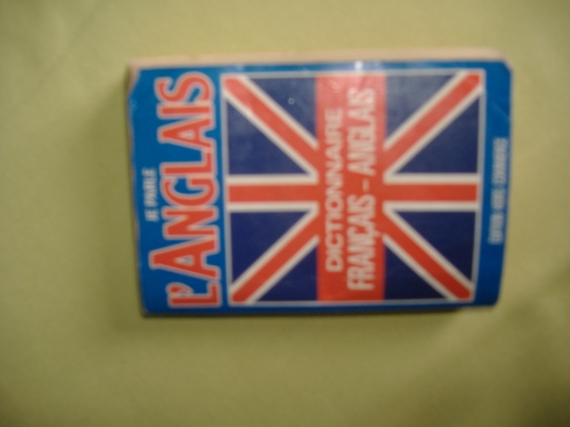 JE PARLE
L'ANGLAIS
DICTIONNAIRE
FRANÇAIS - ANGLAIS